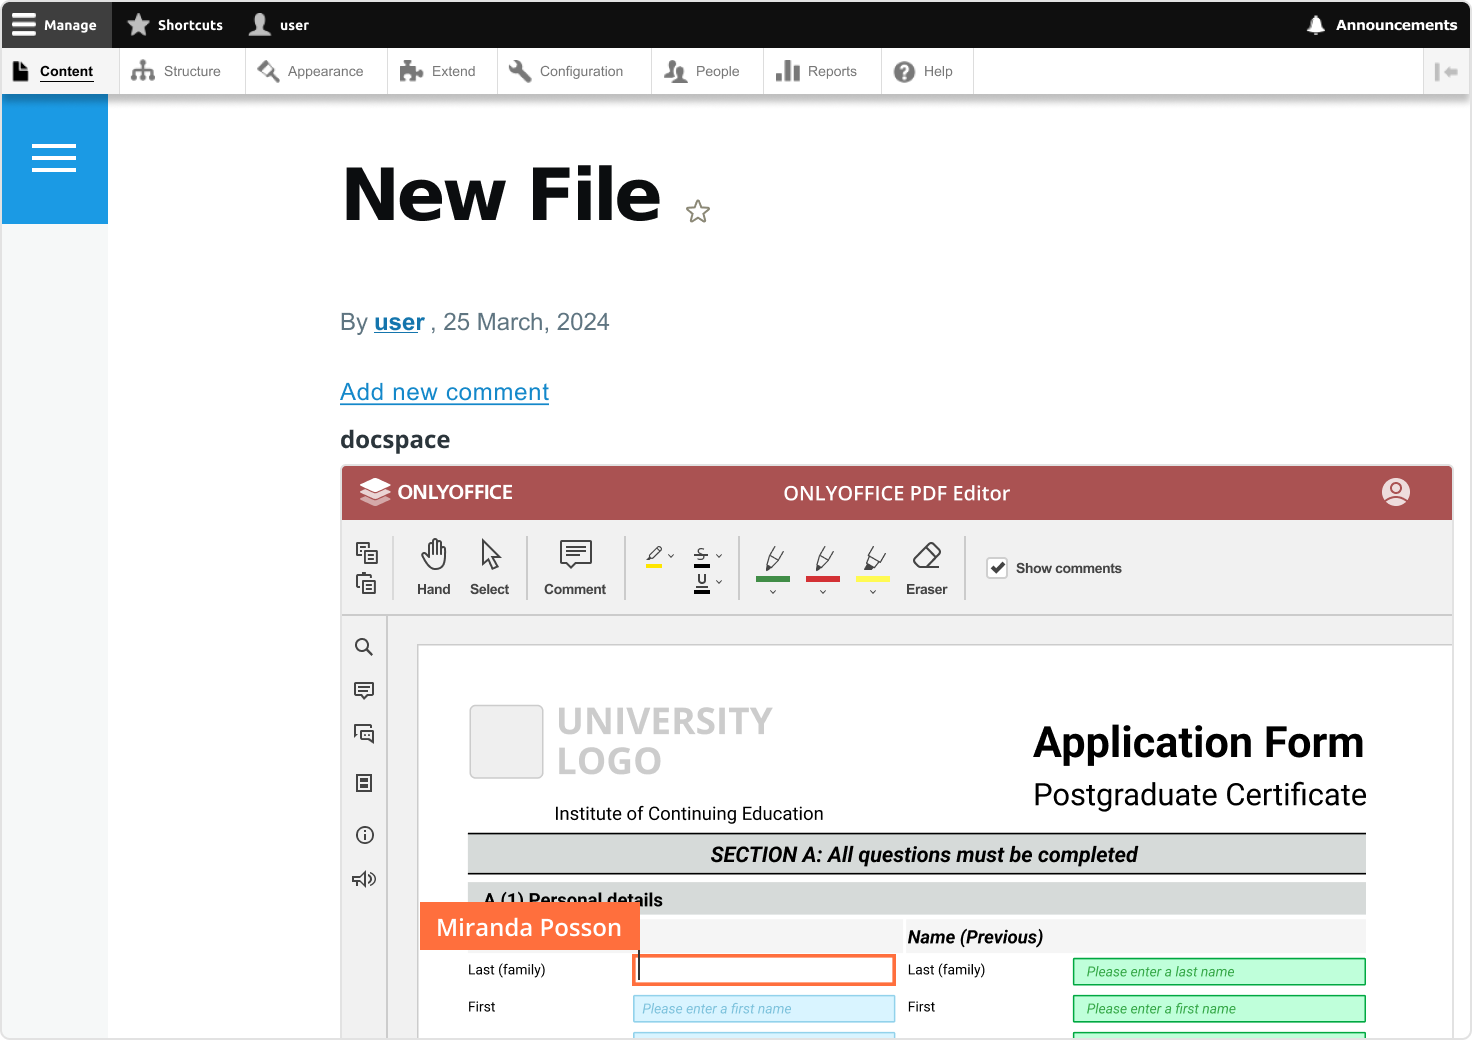 Manage Shortcuts user Announcements
Content Structure Appearance Extend Configuration People Reports Help
New File
By user , 25 March, 2024
Add new comment
docspace
ONLYOFFICE ONLYOFFICE PDF Editor
S
U
Hand Select Comment Eraser Show comments
UNIVERSITY
LOGO
Application Form
Postgraduate Certificate
Institute of Continuing Education
SECTION A: All questions must be completed
A (1) Personal details
Miranda Posson
Name (Previous)
Last (family) Last (family) Please enter a last name
First Please enter a first name First Please enter a first name